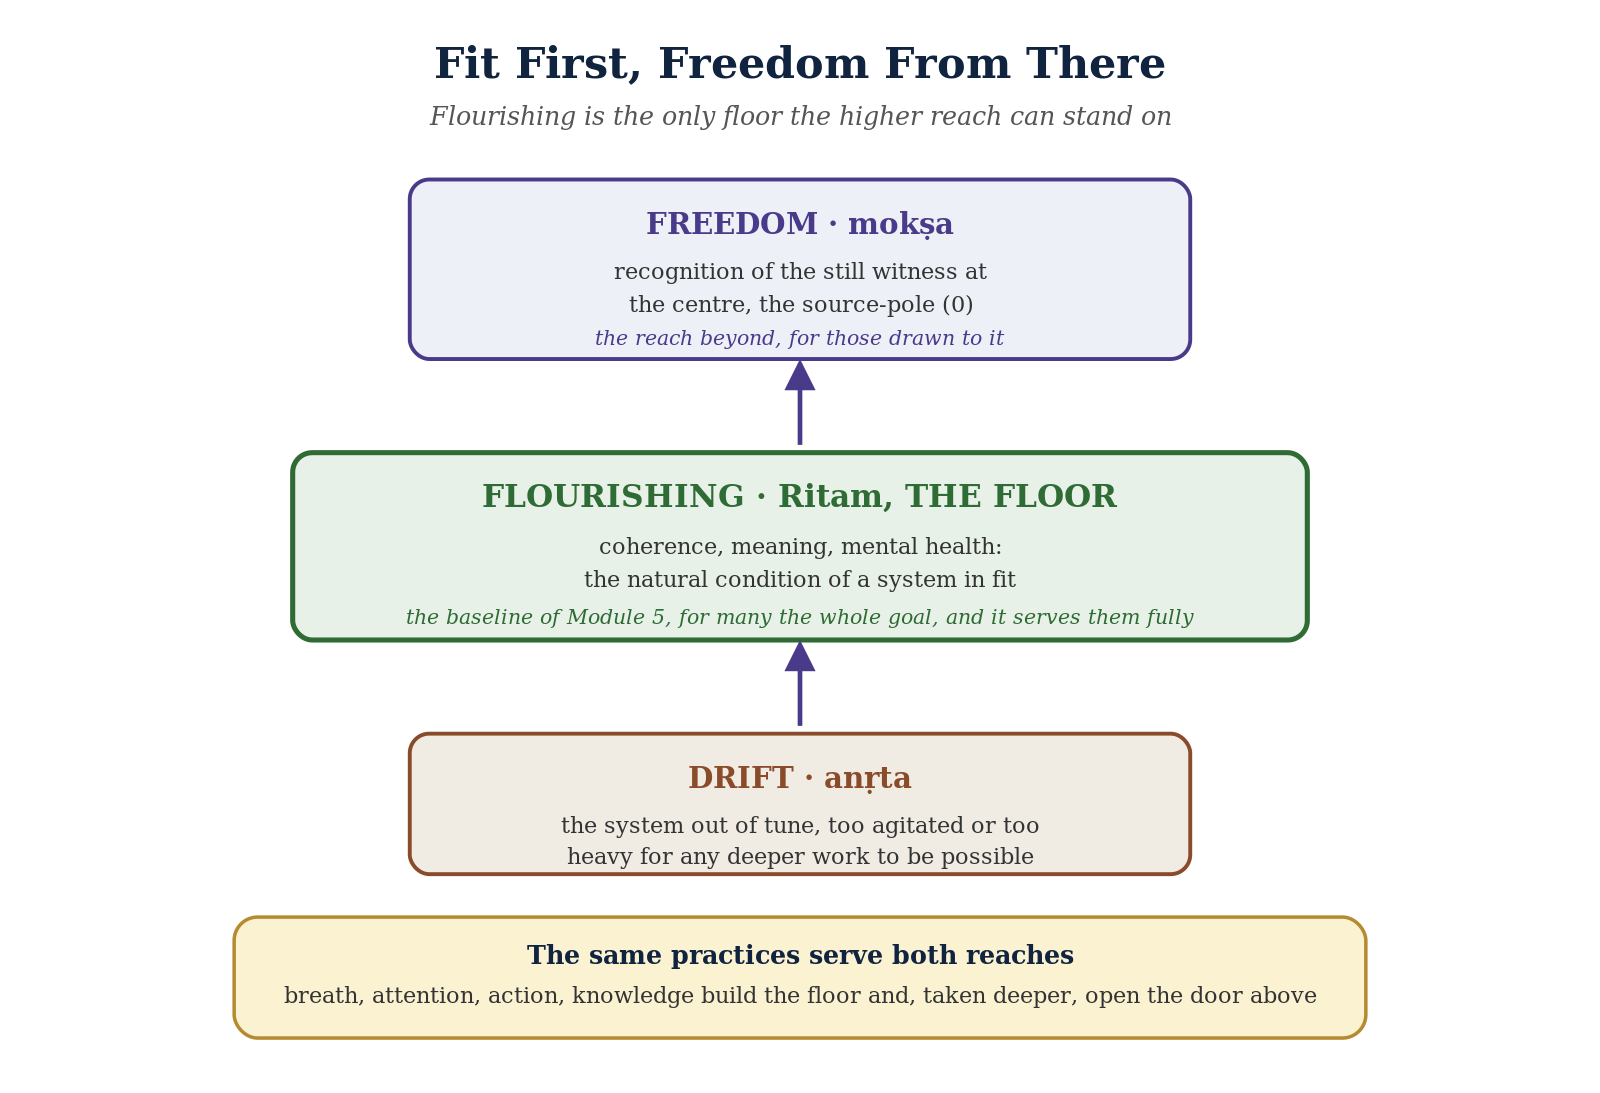 Fit First, Freedom From There
Flourishing is the only floor the higher reach can stand on
FREEDOM · mokṣa
recognition of the still witness at
the centre, the source-pole (0)
the reach beyond, for those drawn to it
FLOURISHING · Ritam, THE FLOOR
coherence, meaning, mental health:
the natural condition of a system in fit
the baseline of Module 5, for many the whole goal, and it serves them fully
DRIFT · anṛta
the system out of tune, too agitated or too
heavy for any deeper work to be possible
The same practices serve both reaches
breath, attention, action, knowledge build the floor and, taken deeper, open the door above